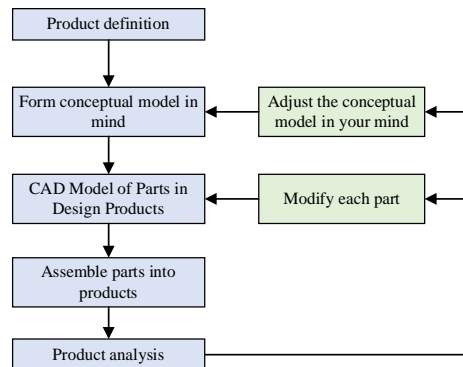 Product definition
Form conceptual model in
mind
Adjust the conceptual
model in your mind
CAD Model of Parts in
Design Products
Modify each part
Assemble parts into
products
Product analysis